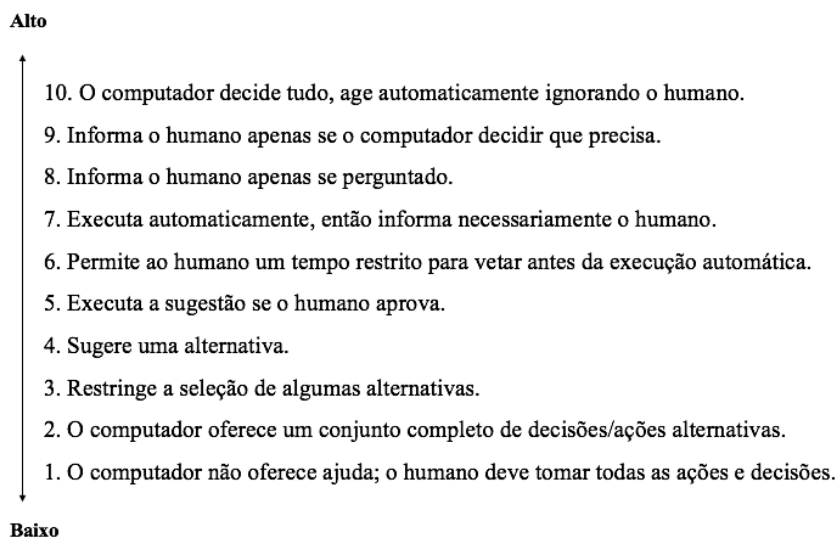 Alto
10. O computador decide tudo, age automaticamente ignorando o humano.
9. Informa o humano apenas se o computador decidir que precisa.
8. Informa o humano apenas se perguntado.
7. Executa automaticamente, então informa necessariamente o humano.
6. Permite ao humano um tempo restrito para vetar antes da execução automática.
5. Executa a sugestão se o humano aprova.
4. Sugere uma alternativa.
3. Restringe a seleção de algumas alternativas.
2. O computador oferece um conjunto completo de decisões/ações alternativas.
1. O computador não oferece ajuda; o humano deve tomar todas as ações e decisões.
Baixo